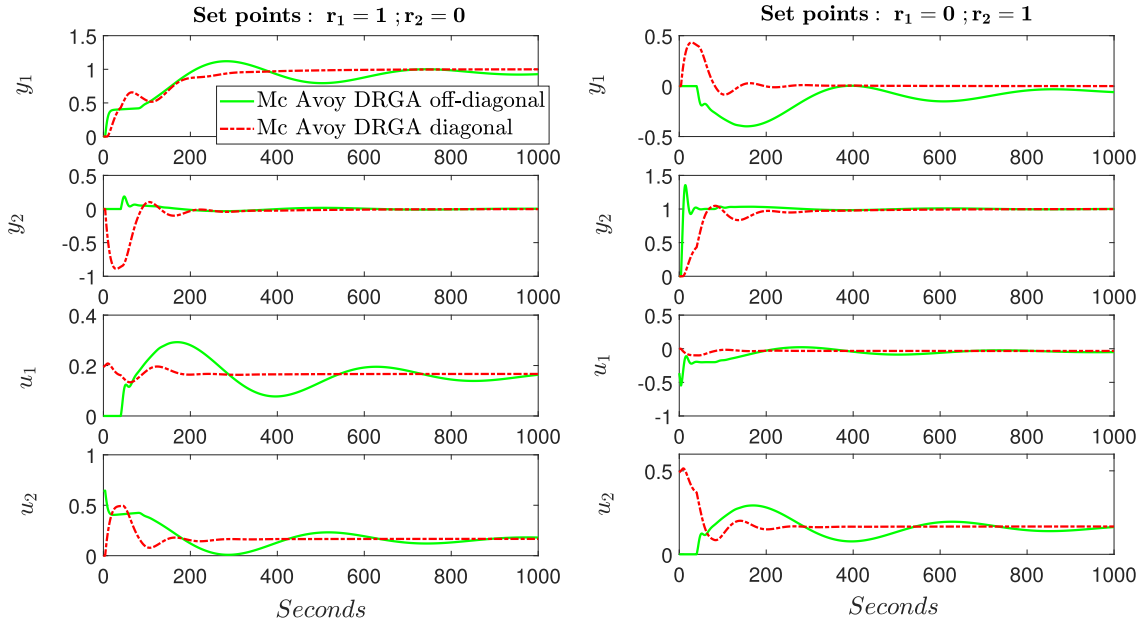 Set points : r₁ = 1 ; r₂ = 0
y₁
1.5
1
0.5
0
Mc Avoy DRGA off-diagonal
Mc Avoy DRGA diagonal
0 200 400 600 800 1000
y₂
0.5
0
-0.5
-1
0 200 400 600 800 1000
u₁
0.4
0.2
0
0 200 400 600 800 1000
u₂
1
0.5
0
0 200 400 600 800 1000
Seconds
Set points : r₁ = 0 ; r₂ = 1
y₁
0.5
0
-0.5
0 200 400 600 800 1000
y₂
1.5
1
0.5
0
0 200 400 600 800 1000
u₁
0.5
0
-0.5
-1
0 200 400 600 800 1000
u₂
0.5
0
0 200 400 600 800 1000
Seconds